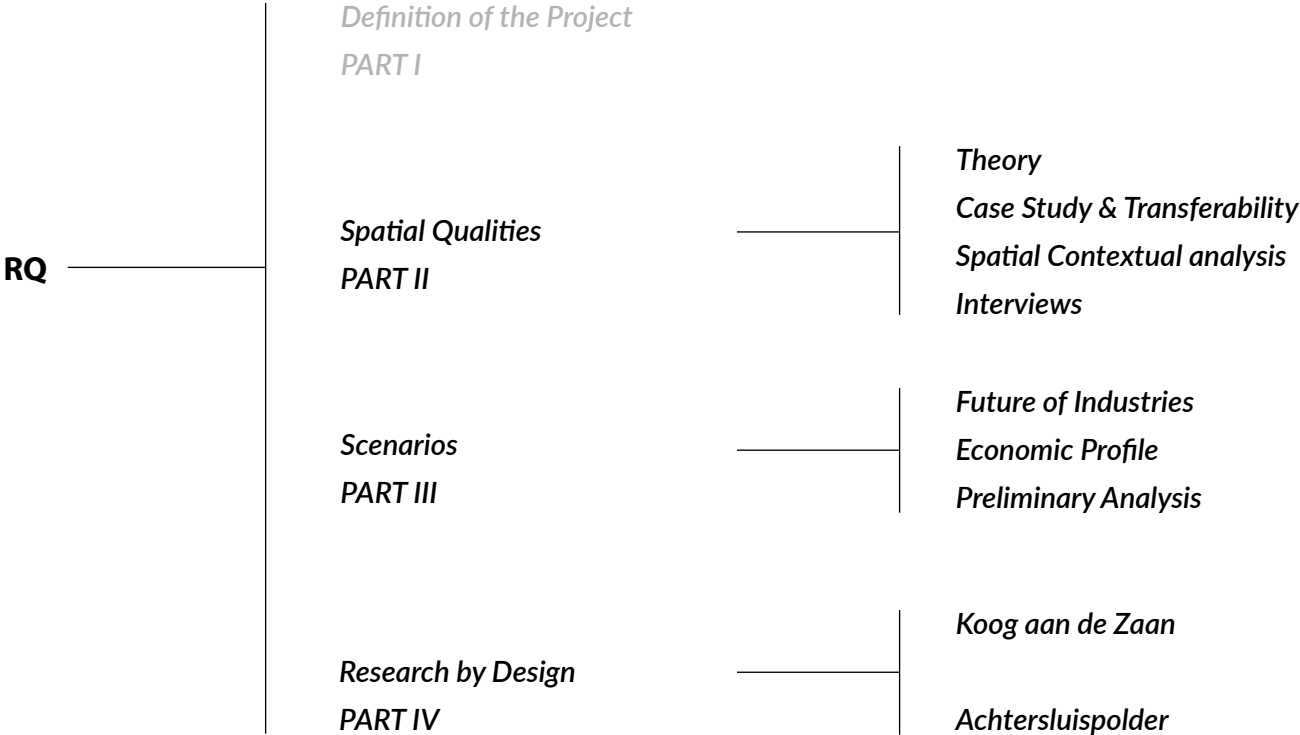 Definition of the Project
PART I
RQ
Spatial Qualities
PART II
Theory
Case Study & Transferability
Spatial Contextual analysis
Interviews
Scenarios
PART III
Future of Industries
Economic Profile
Preliminary Analysis
Research by Design
PART IV
Koog aan de Zaan
Achtersluispolder